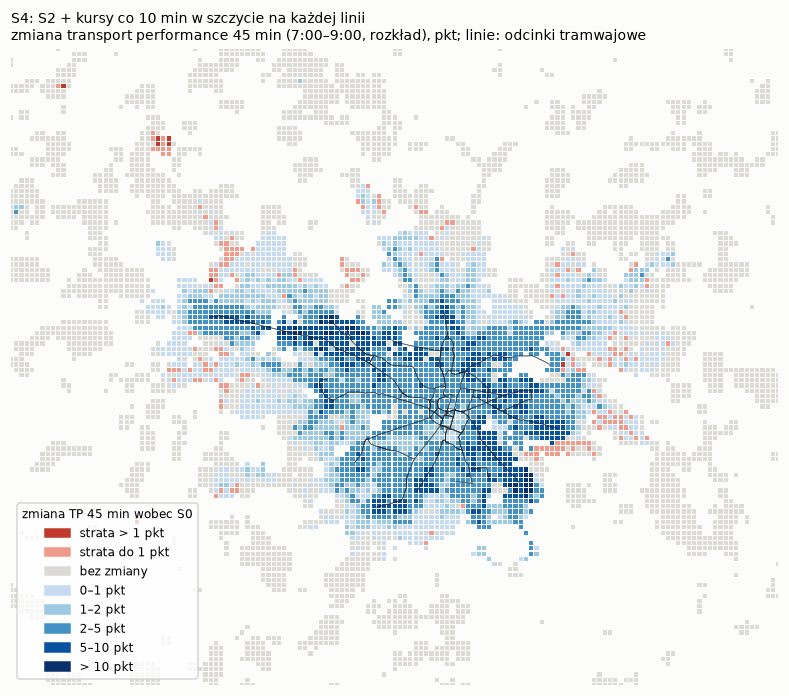 S4: S2 + kursy co 10 min w szczycie na każdej linii
zmiana transport performance 45 min (7:00–9:00, rozkład), pkt; linie: odcinki tramwajowe
zmiana TP 45 min wobec S0
strata > 1 pkt
strata do 1 pkt
bez zmiany
0–1 pkt
1–2 pkt
2–5 pkt
5–10 pkt
> 10 pkt